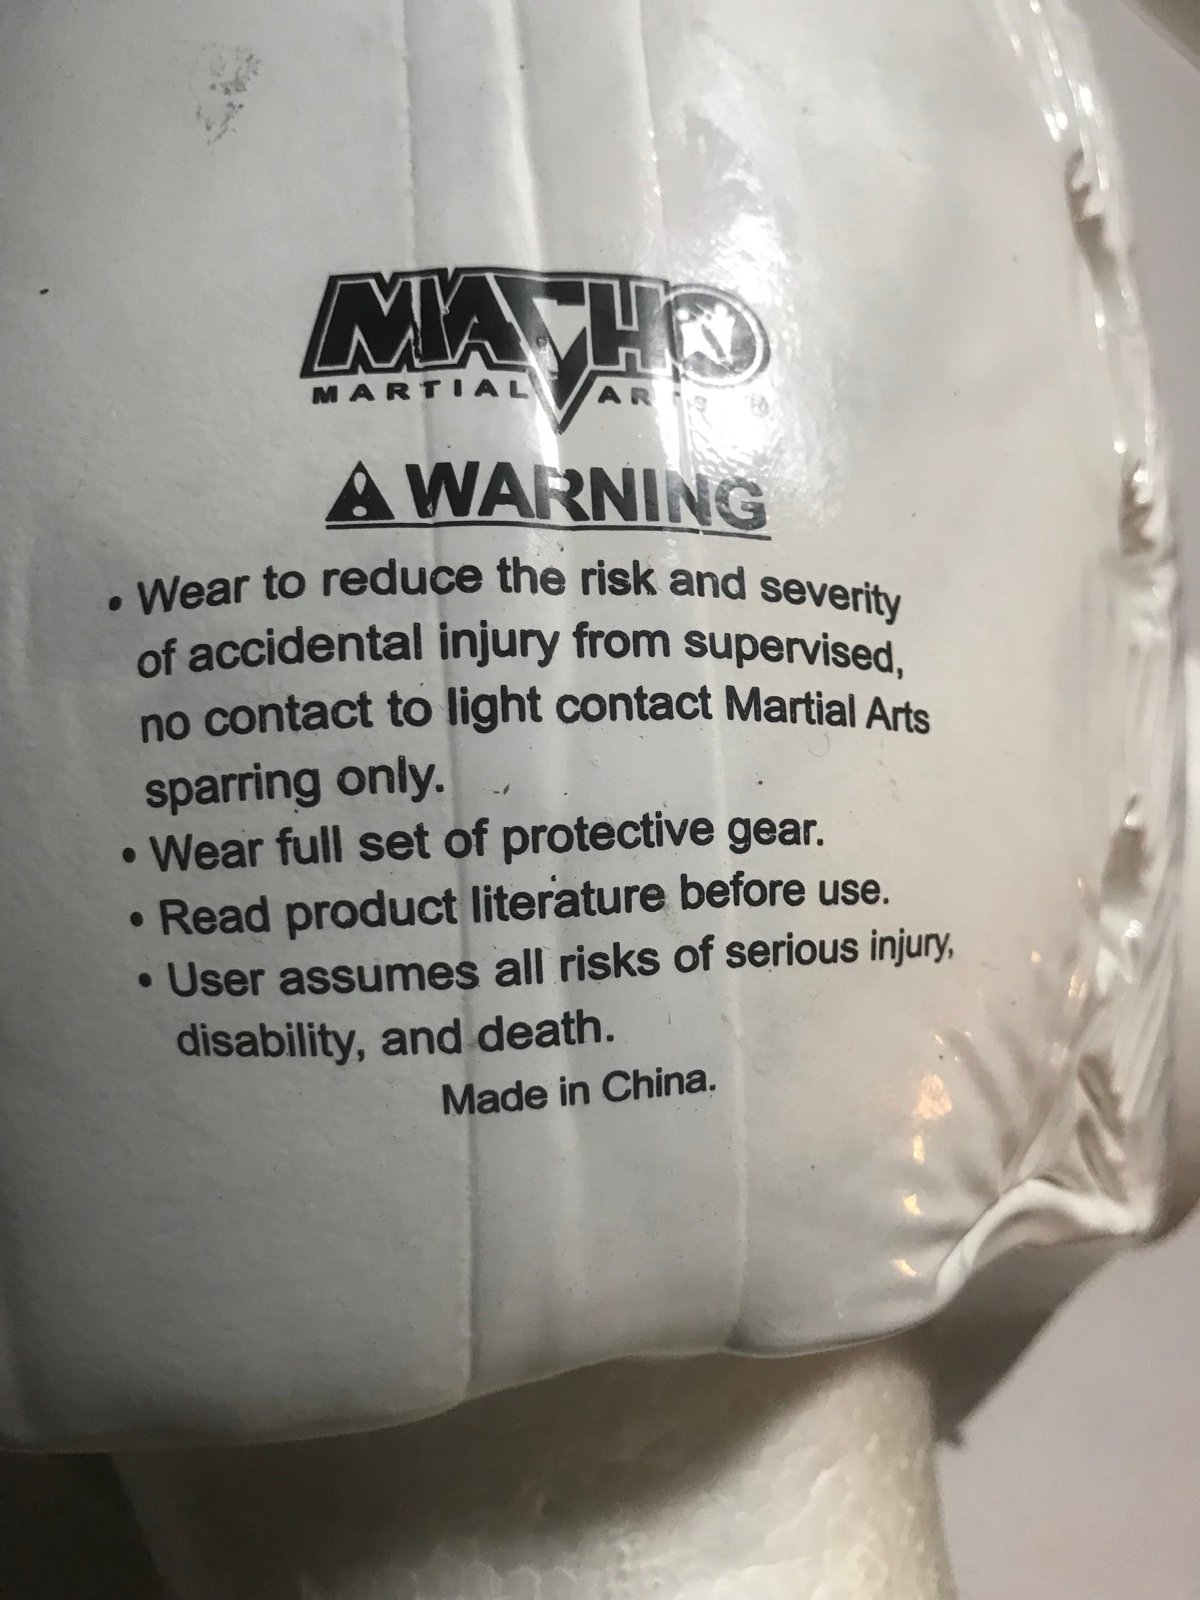 MACHO
MARTIAL ARTS ®
WARNING
• Wear to reduce the risk and severity
of accidental injury from supervised,
no contact to light contact Martial Arts
sparring only.
• Wear full set of protective gear.
• Read product literature before use.
• User assumes all risks of serious injury,
disability, and death.
Made in China.